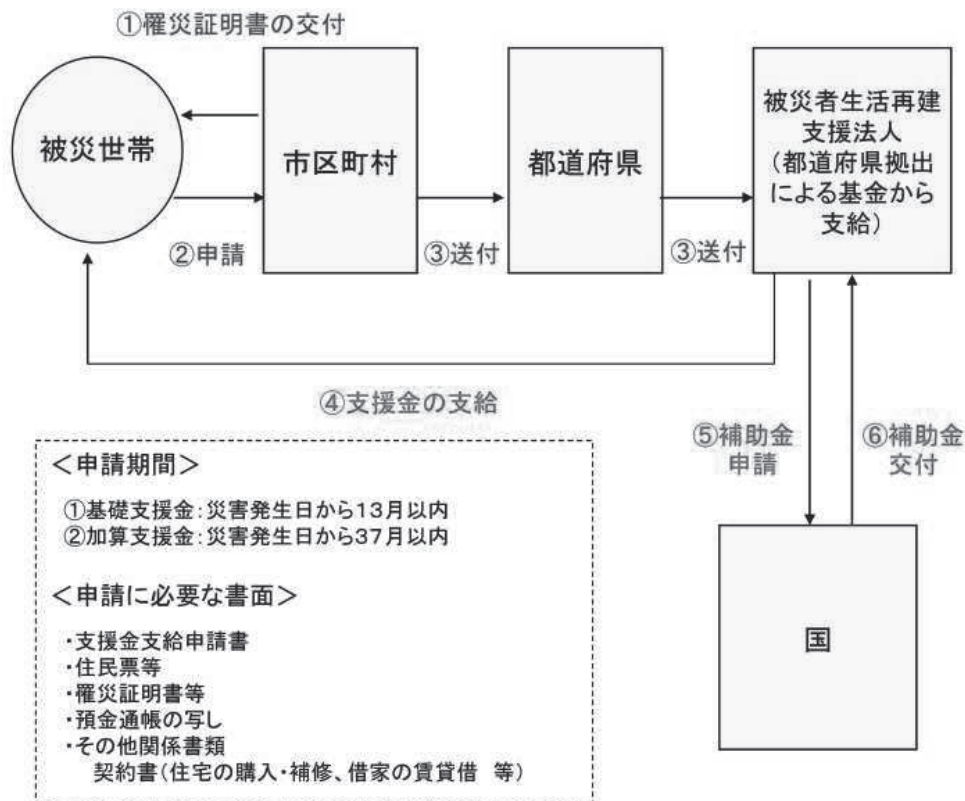 ①罹災証明書の交付
被災世帯
市区町村
都道府県
被災者生活再建
支援法人
(都道府県拠出
による基金から
支給)
②申請
③送付
③送付
④支援金の支給
⑤補助金
申請
⑥補助金
交付
国
＜申請期間＞
①基礎支援金:災害発生日から13月以内
②加算支援金:災害発生日から37月以内
＜申請に必要な書面＞
・支援金支給申請書
・住民票等
・罹災証明書等
・預金通帳の写し
・その他関係書類
契約書(住宅の購入・補修、借家の賃貸借 等)